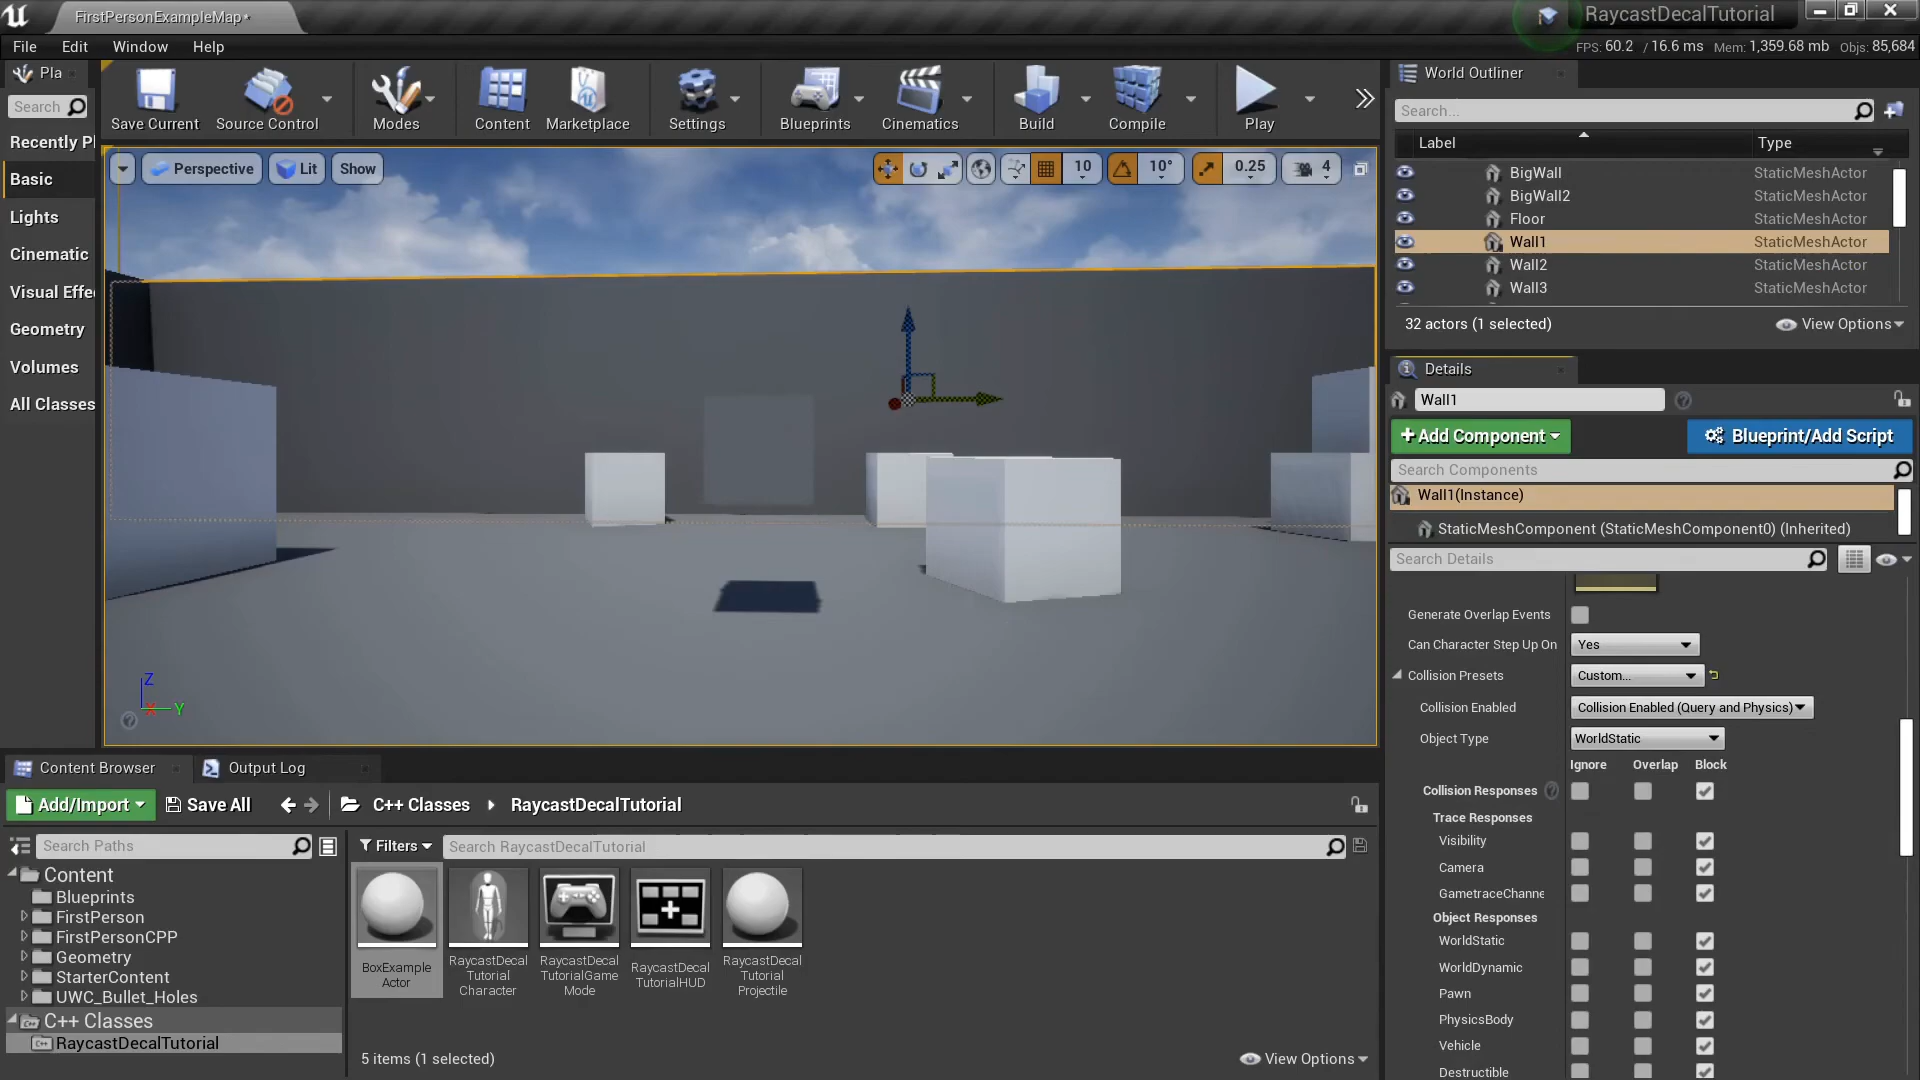 FirstPersonExampleMap*
RaycastDecalTutorial
File Edit Window Help
FPS: 60.2 / 16.6 ms Mem: 1,359.68 mb Objs: 85,684
Pla
Search
Recently Pl
Basic
Lights
Cinematic
Visual Effe
Geometry
Volumes
All Classes
Save Current
Source Control
Modes
Content
Marketplace
Settings
Blueprints
Cinematics
Build
Compile
Play
Perspective
Lit
Show
10
10°
0.25
4
Z
X
Y
World Outliner
Search...
Label Type
BigWall StaticMeshActor
BigWall2 StaticMeshActor
Floor StaticMeshActor
Wall1 StaticMeshActor
Wall2 StaticMeshActor
Wall3 StaticMeshActor
32 actors (1 selected) View Options
Details
Wall1
+Add Component
Blueprint/Add Script
Search Components
Wall1(Instance)
StaticMeshComponent (StaticMeshComponent0) (Inherited)
Search Details
Generate Overlap Events
Can Character Step Up On Yes
Collision Presets Custom...
Collision Enabled Collision Enabled (Query and Physics)
Object Type WorldStatic
Ignore Overlap Block
Collision Responses
Trace Responses
Visibility
Camera
GametraceChanne
Object Responses
WorldStatic
WorldDynamic
Pawn
PhysicsBody
Vehicle
Destructible
Content Browser
Output Log
Add/Import
Save All
C++ Classes
RaycastDecalTutorial
Search Paths
Filters
Search RaycastDecalTutorial
Content
Blueprints
FirstPerson
FirstPersonCPP
Geometry
StarterContent
UWC_Bullet_Holes
C++ Classes
RaycastDecalTutorial
BoxExample
Actor
RaycastDecal
Tutorial
Character
RaycastDecal
TutorialGame
Mode
RaycastDecal
TutorialHUD
RaycastDecal
Tutorial
Projectile
5 items (1 selected)
View Options